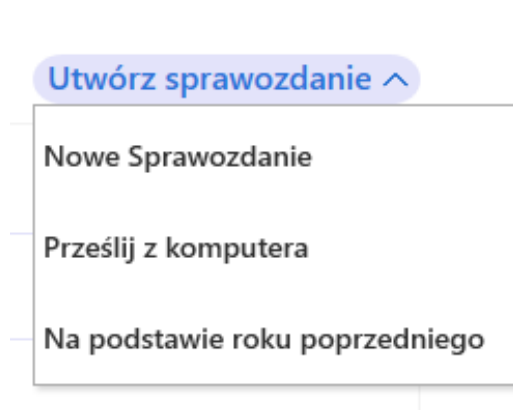 Utwórz sprawozdanie
Nowe Sprawozdanie
Prześlij z komputera
Na podstawie roku poprzedniego